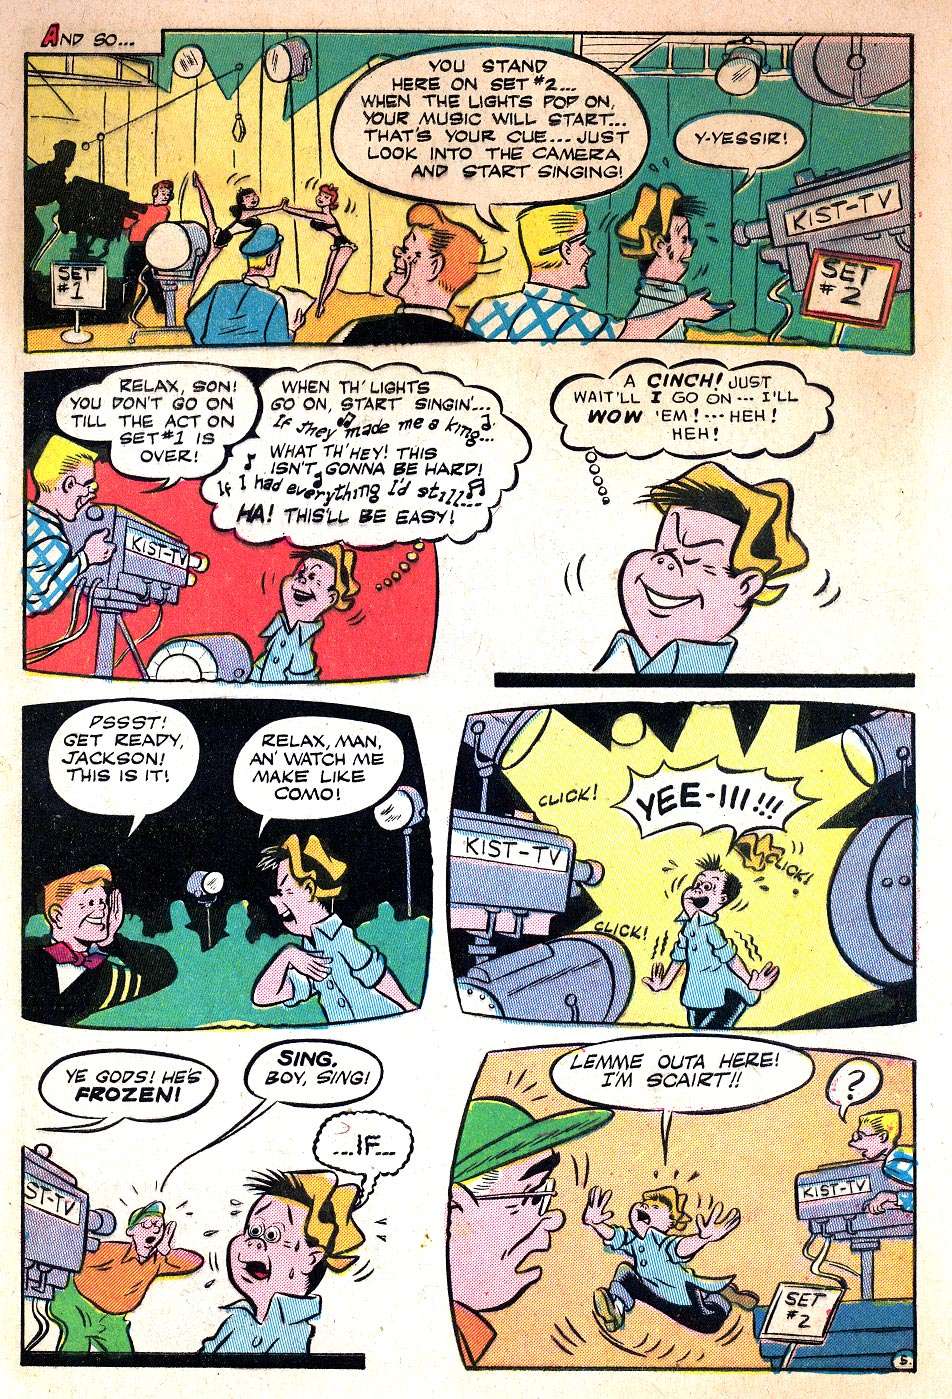 AND SO...
YOU STAND
HERE ON SET #2...
WHEN THE LIGHTS POP ON,
YOUR MUSIC WILL START...
THAT'S YOUR CUE... JUST
LOOK INTO THE CAMERA
AND START SINGING!
Y-YESSIR!
KIST-TV
SET
#1
SET
#2
RELAX, SON!
YOU DON'T GO ON
TILL THE ACT ON
SET #1 IS
OVER!
WHEN TH' LIGHTS
GO ON, START SINGIN'...
If they made me a king...
WHAT TH'HEY! THIS
ISN'T GONNA BE HARD!
If I had everything I'd still...
HA! THIS'LL BE EASY!
KIST-TV
A CINCH! JUST
WAIT'LL I GO ON... I'LL
WOW 'EM!... HEH!
HEH!
PSSST!
GET READY,
JACKSON!
THIS IS IT!
RELAX, MAN,
AN' WATCH ME
MAKE LIKE
COMO!
CLICK!
YEE-III!!!
KIST-TV
CLICK!
CLICK!
YE GODS! HE'S
FROZEN!
SING,
BOY, SING!
...IF...
ST-TV
LEMME OUTA HERE!
I'M SCAIRT!!
?
KIST-TV
SET
#2
5.